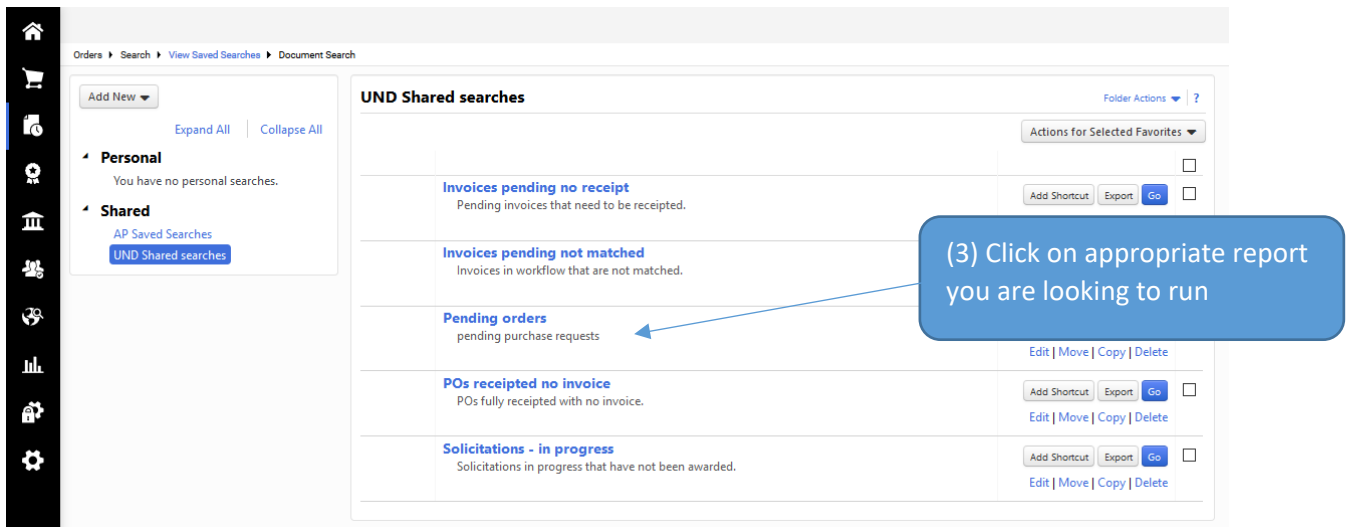 Orders Search View Saved Searches Document Search
Add New
Expand All Collapse All
Personal
You have no personal searches.
Shared
AP Saved Searches
UND Shared searches
UND Shared searches
Folder Actions ?
Actions for Selected Favorites
Invoices pending no receipt
Pending invoices that need to be receipted.
Add Shortcut Export Go
Invoices pending not matched
Invoices in workflow that are not matched.
(3) Click on appropriate report
you are looking to run
Pending orders
pending purchase requests
Edit | Move | Copy | Delete
POs receipted no invoice
POs fully receipted with no invoice.
Add Shortcut Export Go
Edit | Move | Copy | Delete
Solicitations - in progress
Solicitations in progress that have not been awarded.
Add Shortcut Export Go
Edit | Move | Copy | Delete